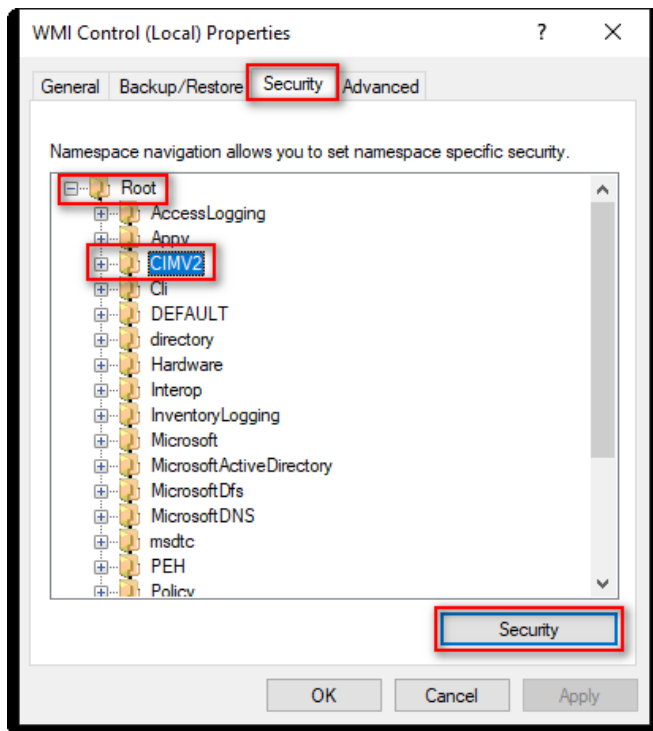 WMI Control (Local) Properties ?
General Backup/Restore Security Advanced
Namespace navigation allows you to set namespace specific security.
Root
AccessLogging
Appv
CIMV2
Cli
DEFAULT
directory
Hardware
Interop
InventoryLogging
Microsoft
MicrosoftActiveDirectory
MicrosoftDfs
MicrosoftDNS
msdtc
PEH
Policy
Security
OK Cancel Apply